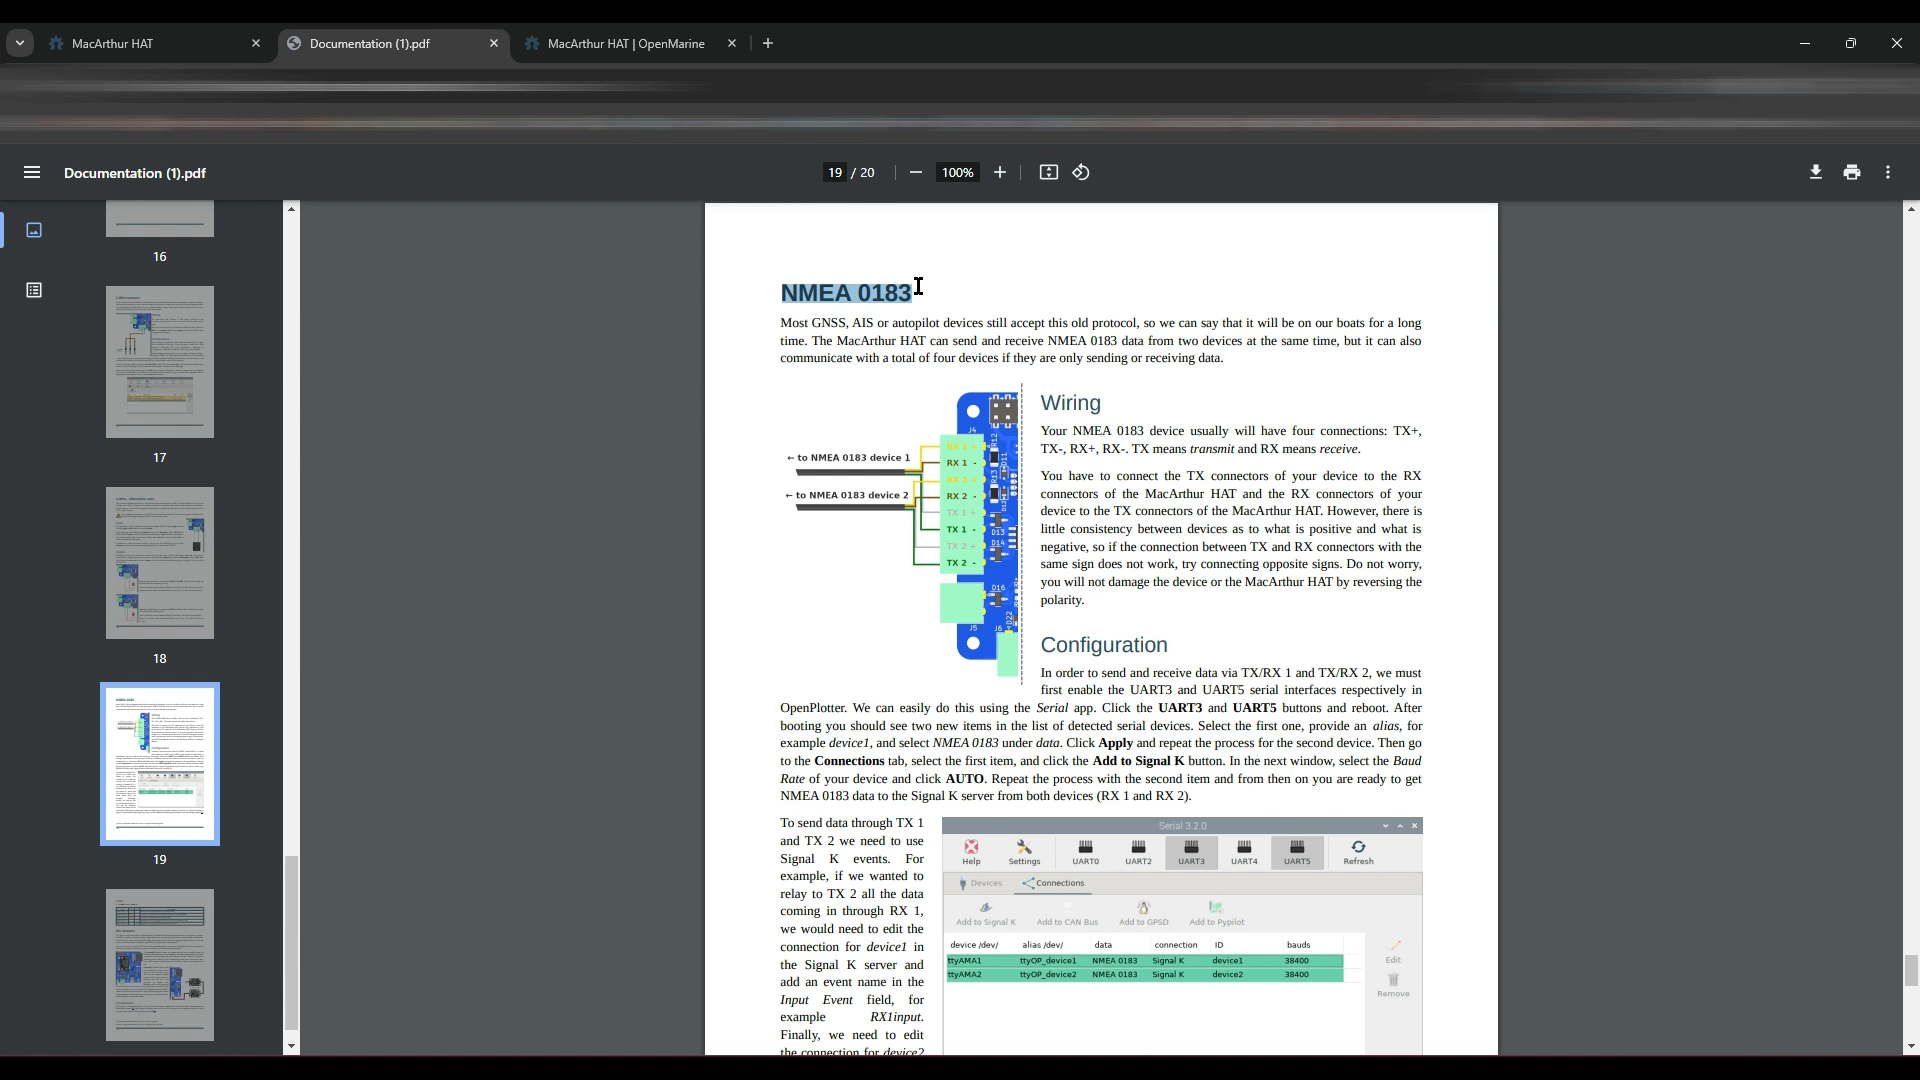 MacArthur HAT
Documentation (1).pdf
MacArthur HAT | OpenMarine
Documentation (1).pdf
19 / 20
100%
16
17
18
19
NMEA 0183
Most GNSS, AIS or autopilot devices still accept this old protocol, so we can say that it will be on our boats for a long
time. The MacArthur HAT can send and receive NMEA 0183 data from two devices at the same time, but it can also
communicate with a total of four devices if they are only sending or receiving data.
J4
R12
D11
R13
D12
D13
D14
D16
D22
J5
J6
← to NMEA 0183 device 1
← to NMEA 0183 device 2
RX 1 +
RX 1 -
RX 2 +
RX 2 -
TX 1 +
TX 1 -
TX 2 +
TX 2 -
Wiring
Your NMEA 0183 device usually will have four connections: TX+,
TX-, RX+, RX-. TX means transmit and RX means receive.
You have to connect the TX connectors of your device to the RX
connectors of the MacArthur HAT and the RX connectors of your
device to the TX connectors of the MacArthur HAT. However, there is
little consistency between devices as to what is positive and what is
negative, so if the connection between TX and RX connectors with the
same sign does not work, try connecting opposite signs. Do not worry,
you will not damage the device or the MacArthur HAT by reversing the
polarity.
Configuration
In order to send and receive data via TX/RX 1 and TX/RX 2, we must
first enable the UART3 and UART5 serial interfaces respectively in
OpenPlotter. We can easily do this using the Serial app. Click the UART3 and UART5 buttons and reboot. After
booting you should see two new items in the list of detected serial devices. Select the first one, provide an alias, for
example device1, and select NMEA 0183 under data. Click Apply and repeat the process for the second device. Then go
to the Connections tab, select the first item, and click the Add to Signal K button. In the next window, select the Baud
Rate of your device and click AUTO. Repeat the process with the second item and from then on you are ready to get
NMEA 0183 data to the Signal K server from both devices (RX 1 and RX 2).
To send data through TX 1
and TX 2 we need to use
Signal K events. For
example, if we wanted to
relay to TX 2 all the data
coming in through RX 1,
we would need to edit the
connection for device1 in
the Signal K server and
add an event name in the
Input Event field, for
example RX1input.
Finally, we need to edit
the connection for device2
Serial 3.2.0
Help Settings UART0 UART2 UART3 UART4 UART5 Refresh
Devices Connections
Add to Signal K Add to CAN Bus Add to GPSD Add to Pypilot
device /dev/ alias /dev/ data connection ID bauds
ttyAMA1 ttyOP_device1 NMEA 0183 Signal K device1 38400
ttyAMA2 ttyOP_device2 NMEA 0183 Signal K device2 38400
Edit
Remove